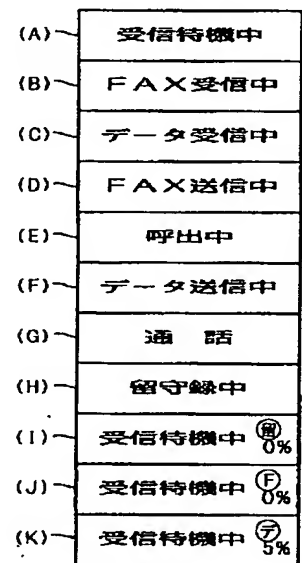 (A) 受信待機中
(B) FAX受信中
(C) データ受信中
(D) FAX送信中
(E) 呼出中
(F) データ送信中
(G) 通 話
(H) 留守録中
(I) 受信待機中 ㊞留 0%
(J) 受信待機中 Ⓕ 0%
(K) 受信待機中 デ 5%